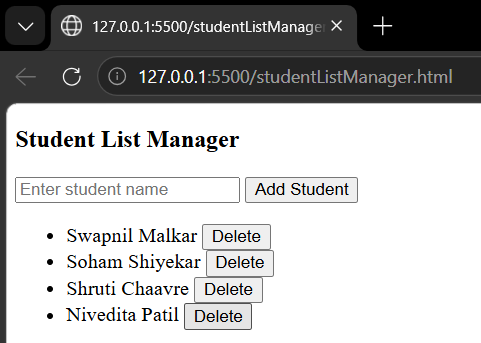 127.0.0.1:5500/studentListManager
127.0.0.1:5500/studentListManager.html
Student List Manager
Enter student name Add Student
Swapnil Malkar Delete
Soham Shiyekar Delete
Shruti Chaavre Delete
Nivedita Patil Delete